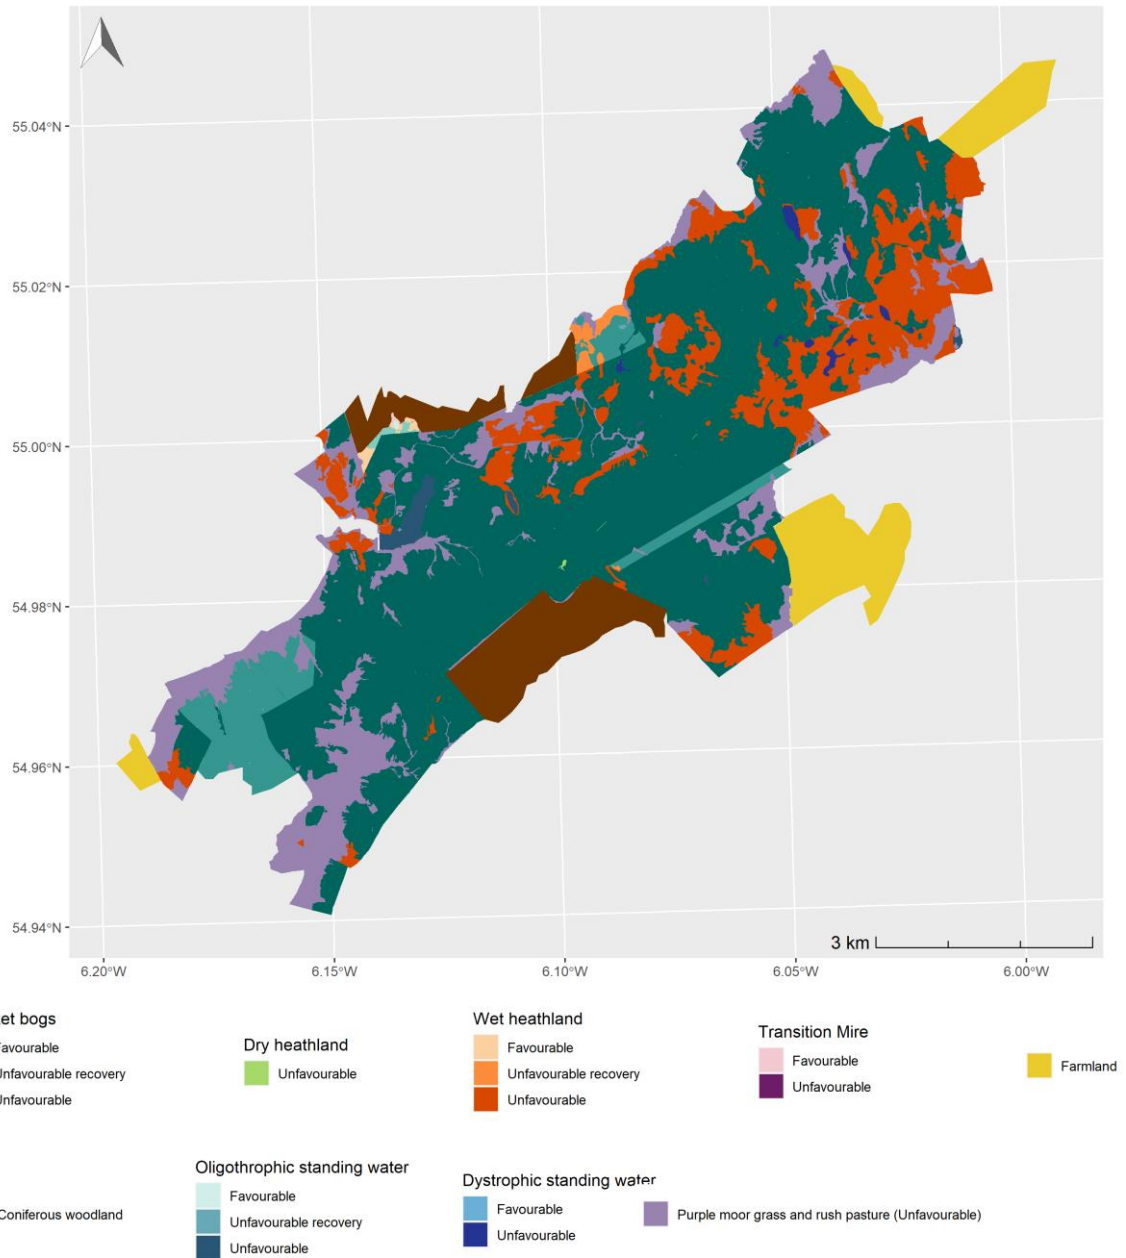 55.04°N
55.02°N
55.00°N
54.98°N
54.96°N
54.94°N
3 km
6.20°W 6.15°W 6.10°W 6.05°W 6.00°W
et bogs
avourable
Unfavourable recovery
Unfavourable
Dry heathland
Unfavourable
Wet heathland
Favourable
Unfavourable recovery
Unfavourable
Transition Mire
Favourable
Unfavourable
Farmland
Coniferous woodland
Oligothrophic standing water
Favourable
Unfavourable recovery
Unfavourable
Dystrophic standing water
Favourable
Unfavourable
Purple moor grass and rush pasture (Unfavourable)